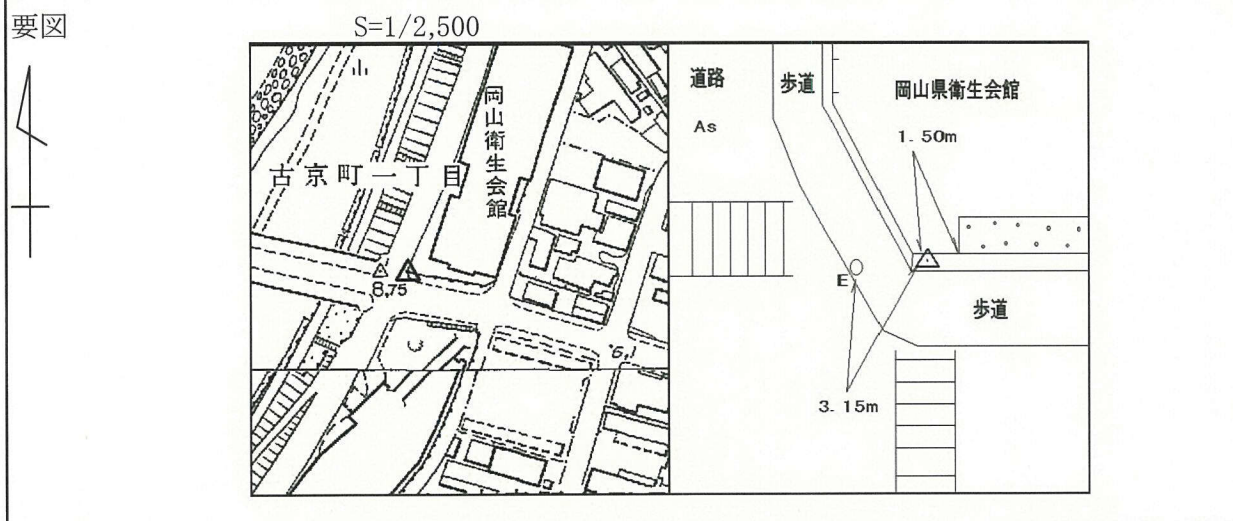 要図
S=1/2,500
岡山衛生会館
古京町一丁目
8.75
6.
道路
歩道
岡山県衛生会館
As
1.50m
E
歩道
3.15m